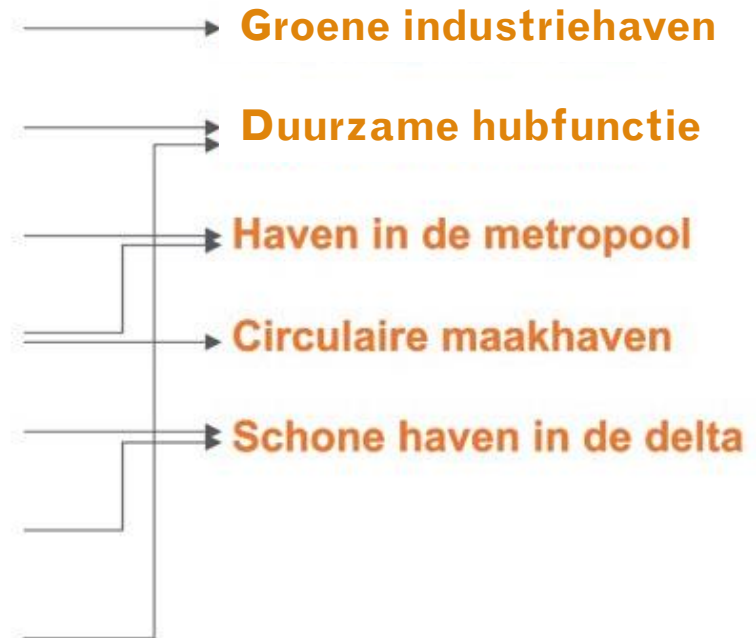 Groene industriehaven
Duurzame hubfunctie
Haven in de metropool
Circulaire maakhaven
Schone haven in de delta